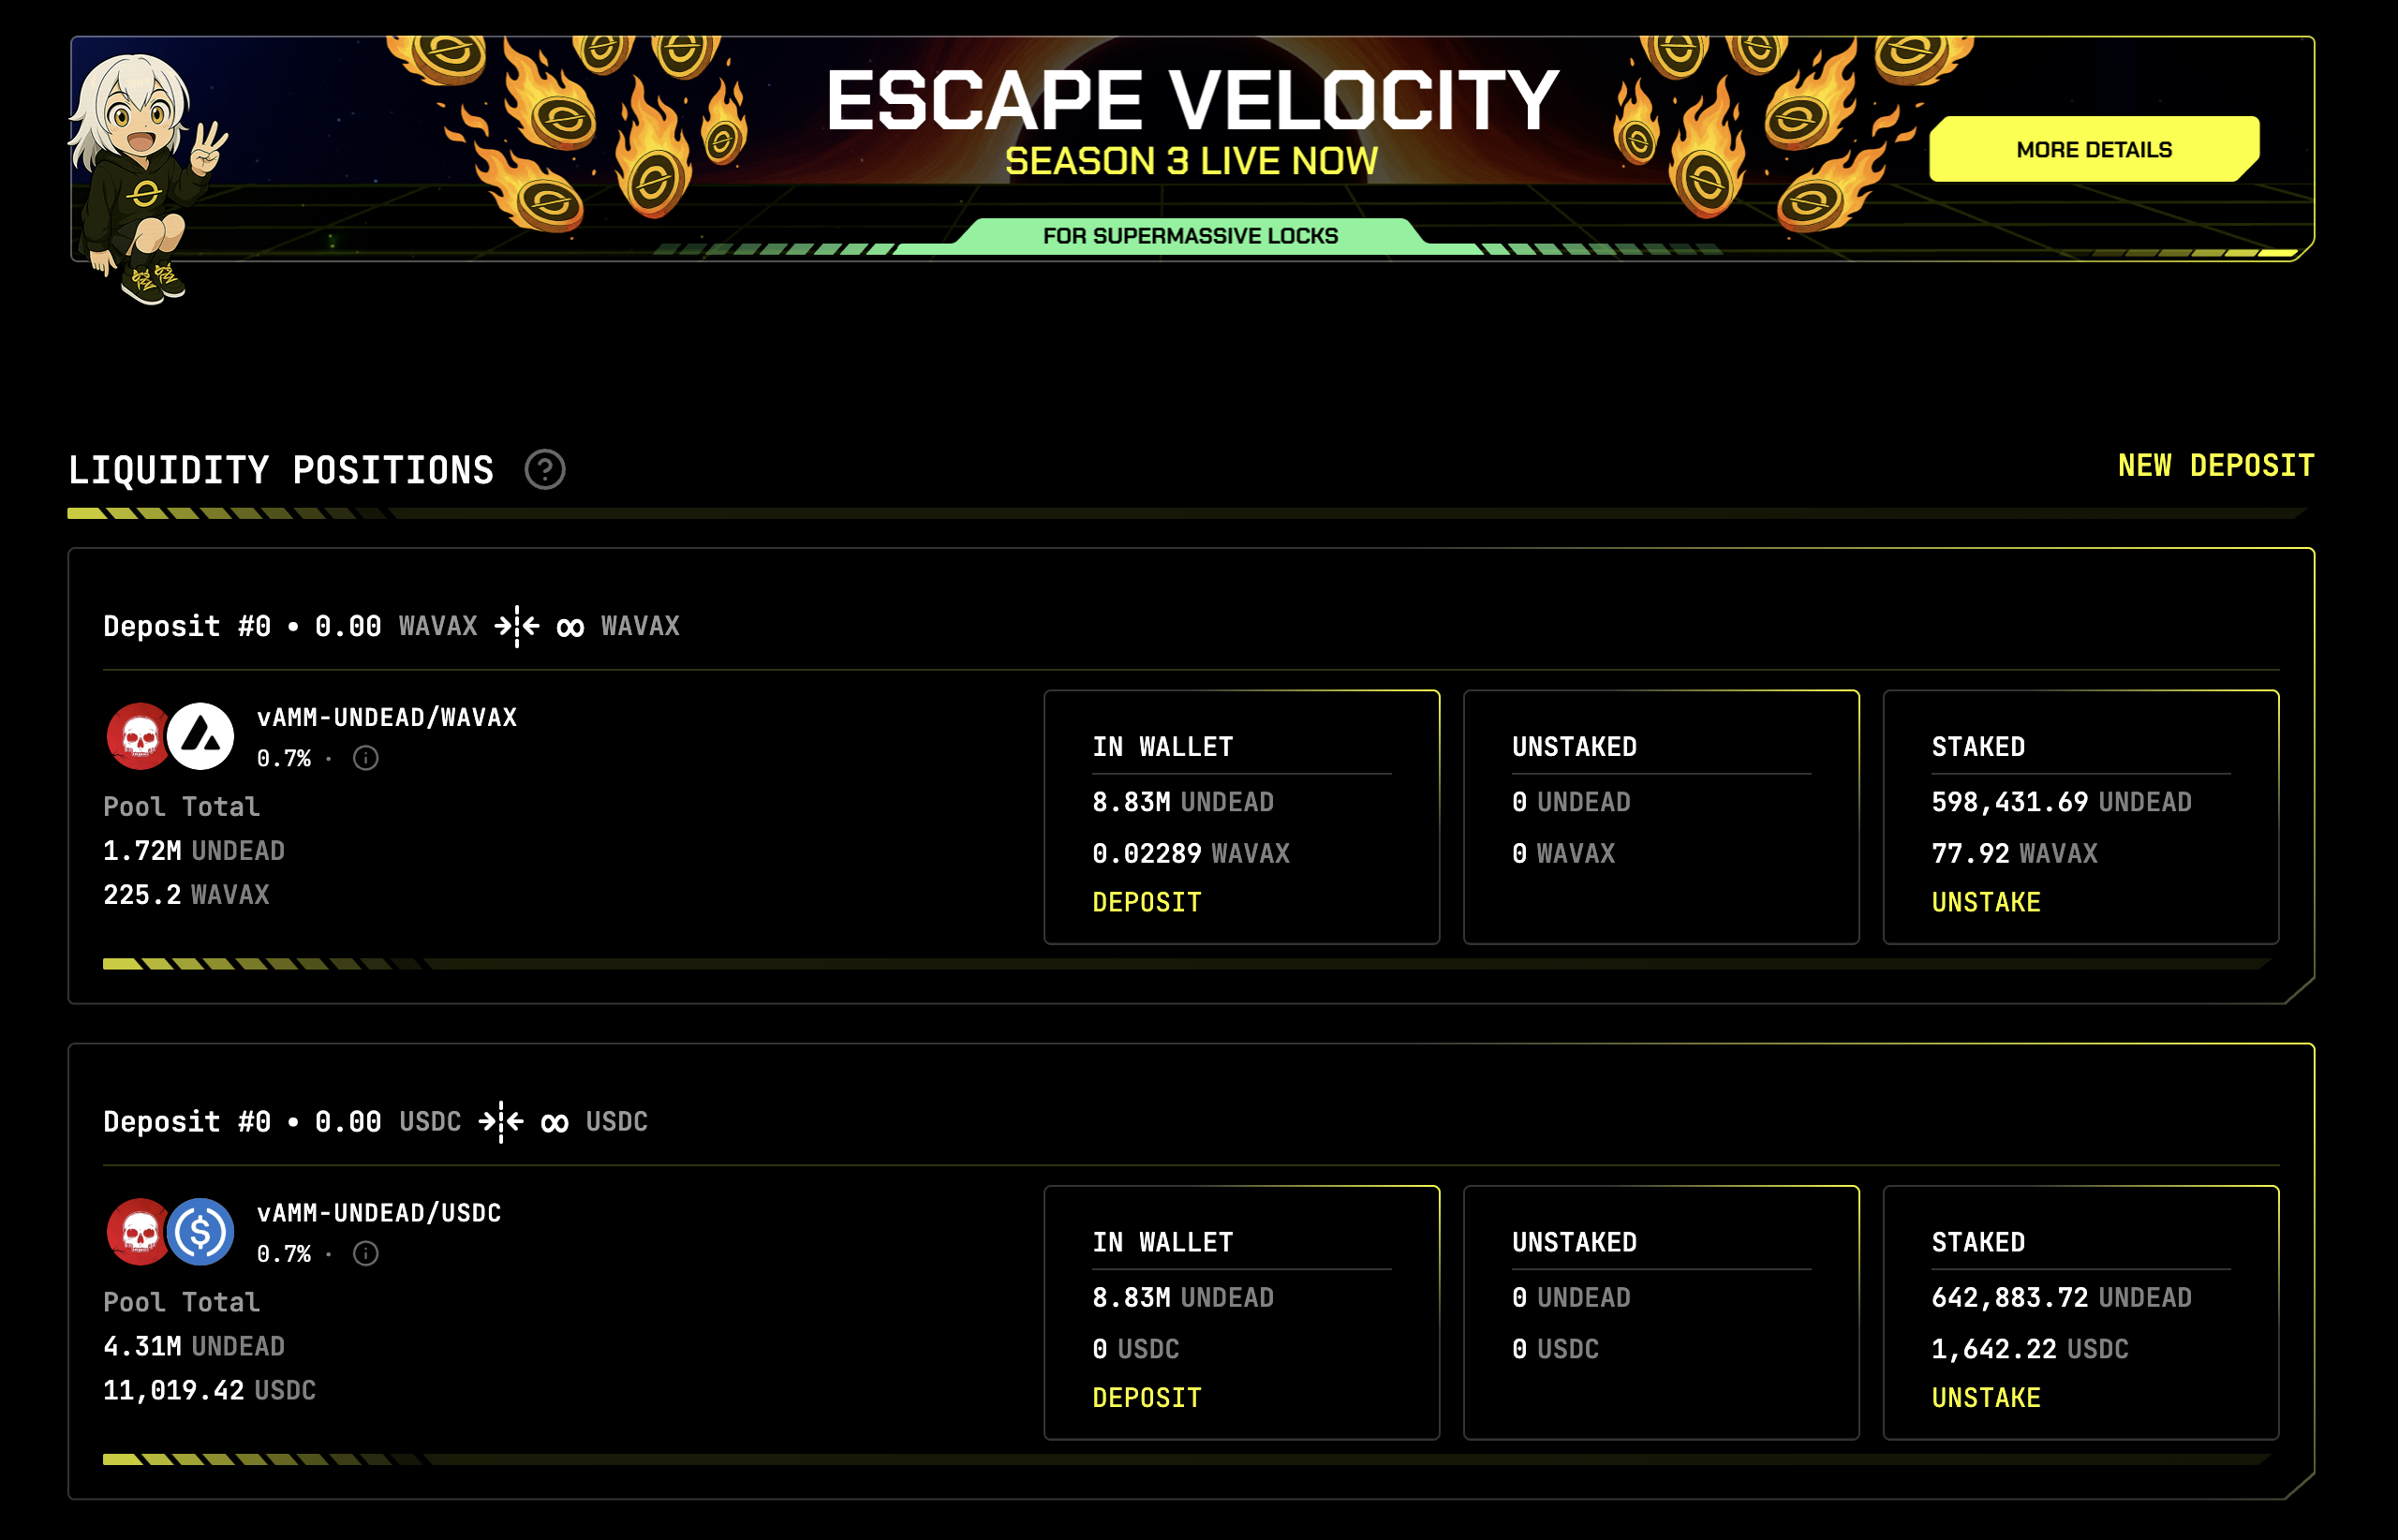 ESCAPE VELOCITY
SEASON 3 LIVE NOW
MORE DETAILS
FOR SUPERMASSIVE LOCKS
LIQUIDITY POSITIONS
NEW DEPOSIT
Deposit #0 • 0.00 WAVAX ∞ WAVAX
vAMM-UNDEAD/WAVAX
0.7% ·
Pool Total
1.72M UNDEAD
225.2 WAVAX
IN WALLET
8.83M UNDEAD
0.02289 WAVAX
DEPOSIT
UNSTAKED
0 UNDEAD
0 WAVAX
STAKED
598,431.69 UNDEAD
77.92 WAVAX
UNSTAKE
Deposit #0 • 0.00 USDC ∞ USDC
vAMM-UNDEAD/USDC
0.7% ·
Pool Total
4.31M UNDEAD
11,019.42 USDC
IN WALLET
8.83M UNDEAD
0 USDC
DEPOSIT
UNSTAKED
0 UNDEAD
0 USDC
STAKED
642,883.72 UNDEAD
1,642.22 USDC
UNSTAKE